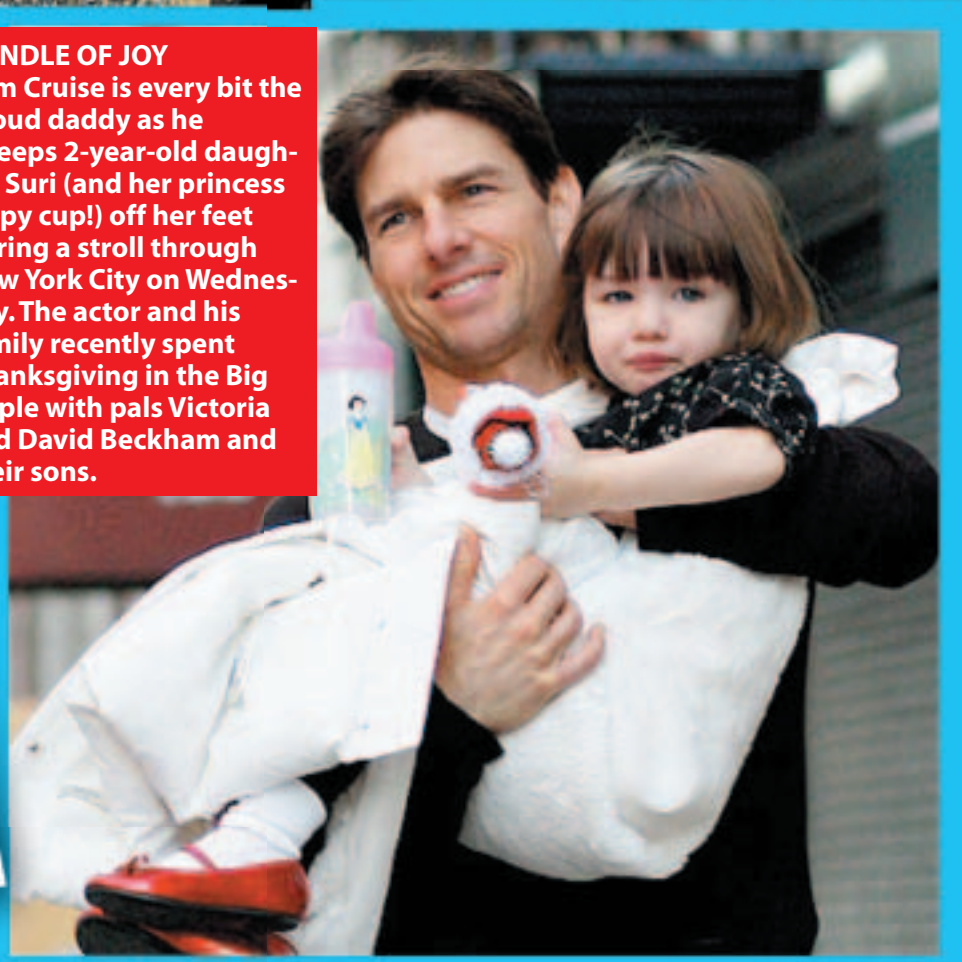 NDLE OF JOY
m Cruise is every bit the
oud daddy as he
eeps 2-year-old daugh-
Suri (and her princess
py cup!) off her feet
ring a stroll through
w York City on Wednes-
y. The actor and his
mily recently spent
anksgiving in the Big
ple with pals Victoria
d David Beckham and
eir sons.